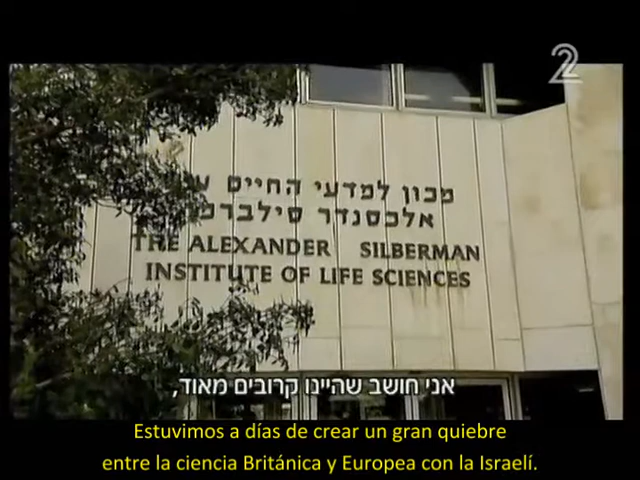 2
מכון למדעי החיים ע
אלכסנדר סילברמ
THE ALEXANDER SILBERMAN
INSTITUTE OF LIFE SCIENCES
אני חושב שהיינו קרובים מאוד,
Estuvimos a días de crear un gran quiebre
entre la ciencia Británica y Europea con la Israelí.